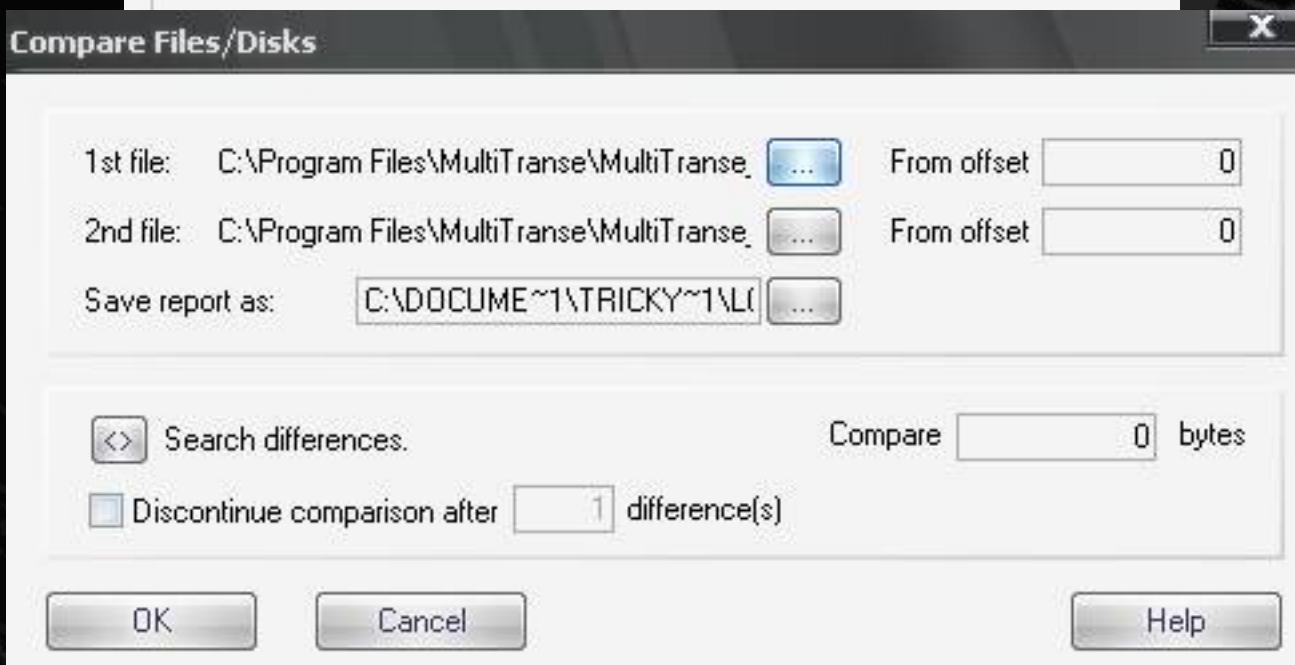 Compare Files/Disks
X
1st file: C:\Program Files\MultiTranse\MultiTranse_ ... From offset 0
2nd file: C:\Program Files\MultiTranse\MultiTranse_ ... From offset 0
Save report as: C:\DOCUME~1\TRICKY~1\L( ...
<> Search differences. Compare 0 bytes
Discontinue comparison after 1 difference(s)
OK Cancel Help